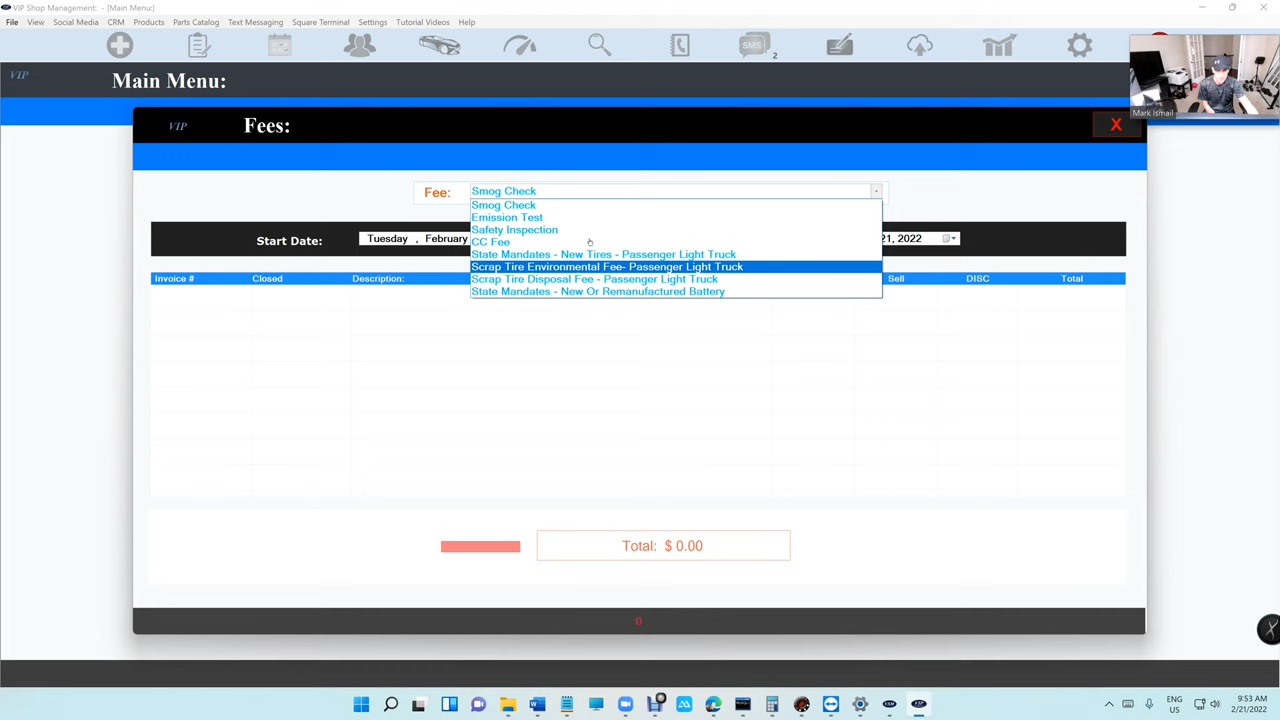 VIP Shop Management: - [Main Menu:]
File View Social Media CRM Products Parts Catalog Text Messaging Square Terminal Settings Tutorial Videos Help
SMS 2
VIP Main Menu:
Mark Ismail
VIP Fees: X
Fee: Smog Check
Smog Check
Emission Test
Safety Inspection
CC Fee
State Mandates - New Tires - Passenger Light Truck
Scrap Tire Environmental Fee- Passenger Light Truck
Scrap Tire Disposal Fee - Passenger Light Truck
State Mandates - New Or Remanufactured Battery
Start Date: Tuesday , February 21, 2022
Invoice # Closed Description: Sell DISC Total
Total: $ 0.00
0
ENG
US
9:53 AM
2/21/2022
VIP